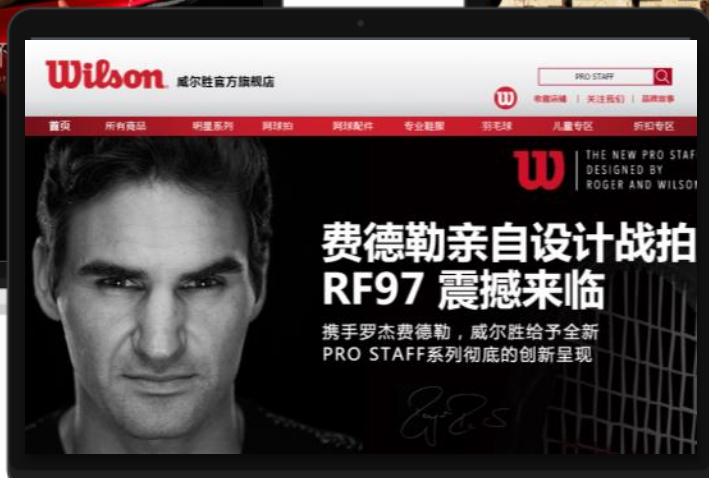 Wilson. 威尔胜官方旗舰店
PRO STAFF
收藏店铺 | 关注我们 | 品牌故事
首页 所有商品 明星系列 网球拍 网球配件 专业鞋服 羽毛球 儿童专区 折扣专区
THE NEW PRO STAF
DESIGNED BY
ROGER AND WILSON
费德勒亲自设计战拍
RF97 震撼来临
携手罗杰费德勒，威尔胜给予全新
PRO STAFF系列彻底的创新呈现